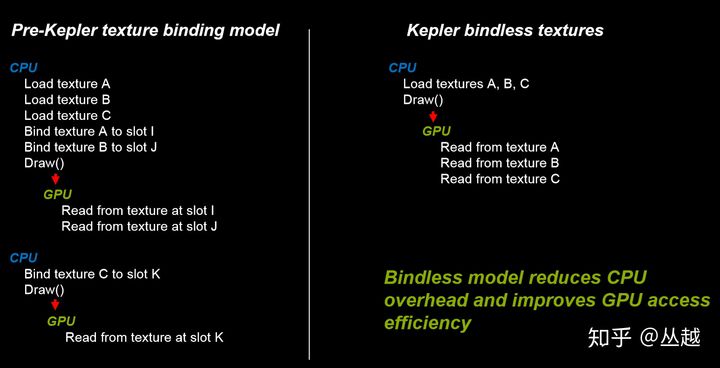 Pre-Kepler texture binding model
CPU
Load texture A
Load texture B
Load texture C
Bind texture A to slot I
Bind texture B to slot J
Draw()
GPU
Read from texture at slot I
Read from texture at slot J
CPU
Bind texture C to slot K
Draw()
GPU
Read from texture at slot K
Kepler bindless textures
CPU
Load textures A, B, C
Draw()
GPU
Read from texture A
Read from texture B
Read from texture C
Bindless model reduces CPU
overhead and improves GPU access
efficiency
知乎 @丛越